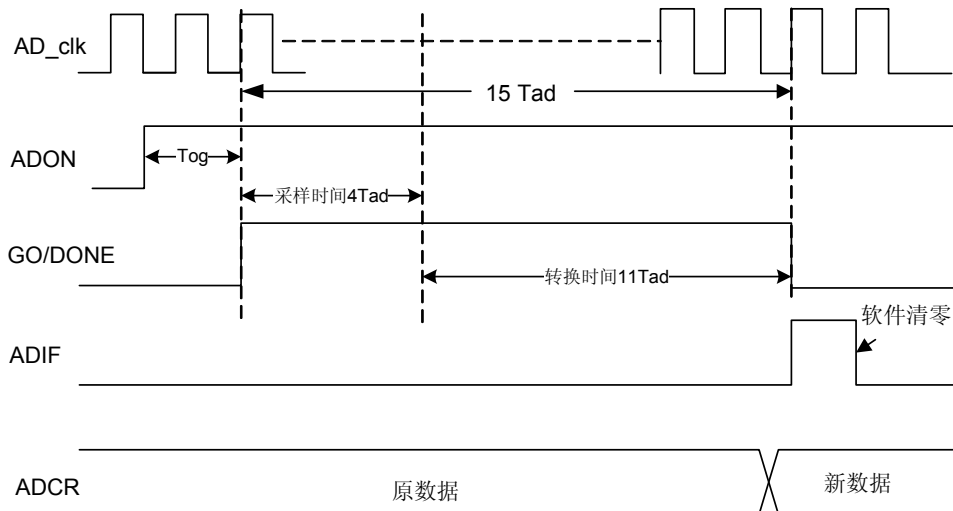 AD_clk
15 Tad
ADON
Tog
采样时间4Tad
GO/DONE
转换时间11Tad
软件清零
ADIF
ADCR
原数据
新数据